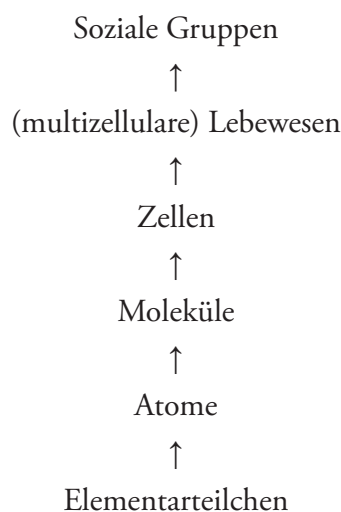 Soziale Gruppen
↑
(multizellulare) Lebewesen
↑
Zellen
↑
Moleküle
↑
Atome
↑
Elementarteilchen